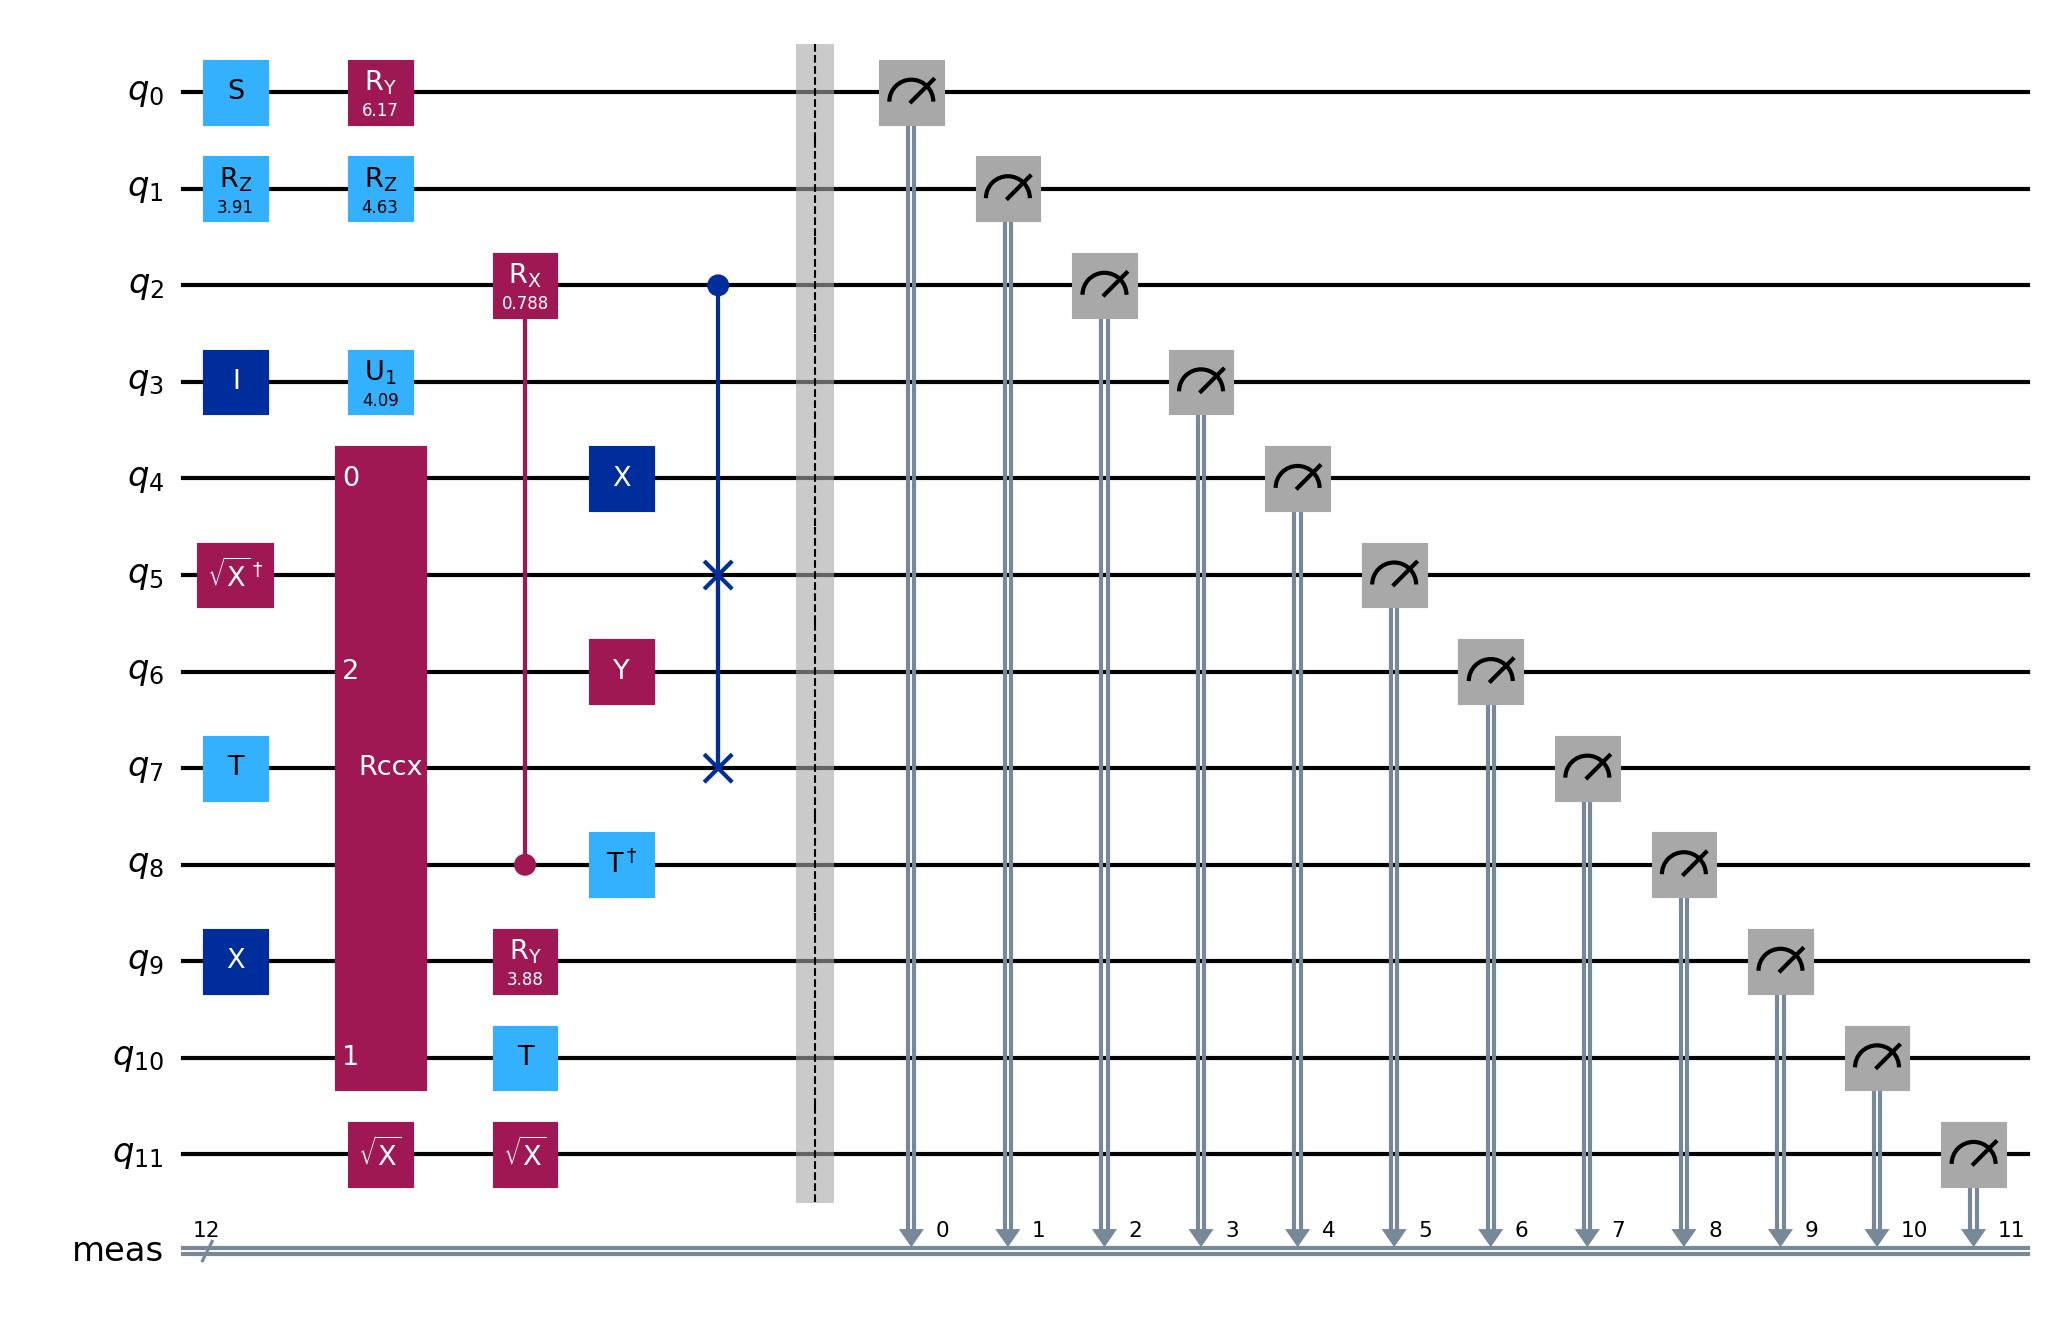 q0 S RY 6.17
q1 RZ 3.91 RZ 4.63
q2 RX 0.788
q3 I U1 4.09
q4 0 X
q5 √X†
q6 2 Y
q7 T Rccx
q8 T†
q9 X RY 3.88
q10 1 T
q11 √X √X
meas 12 0 1 2 3 4 5 6 7 8 9 10 11